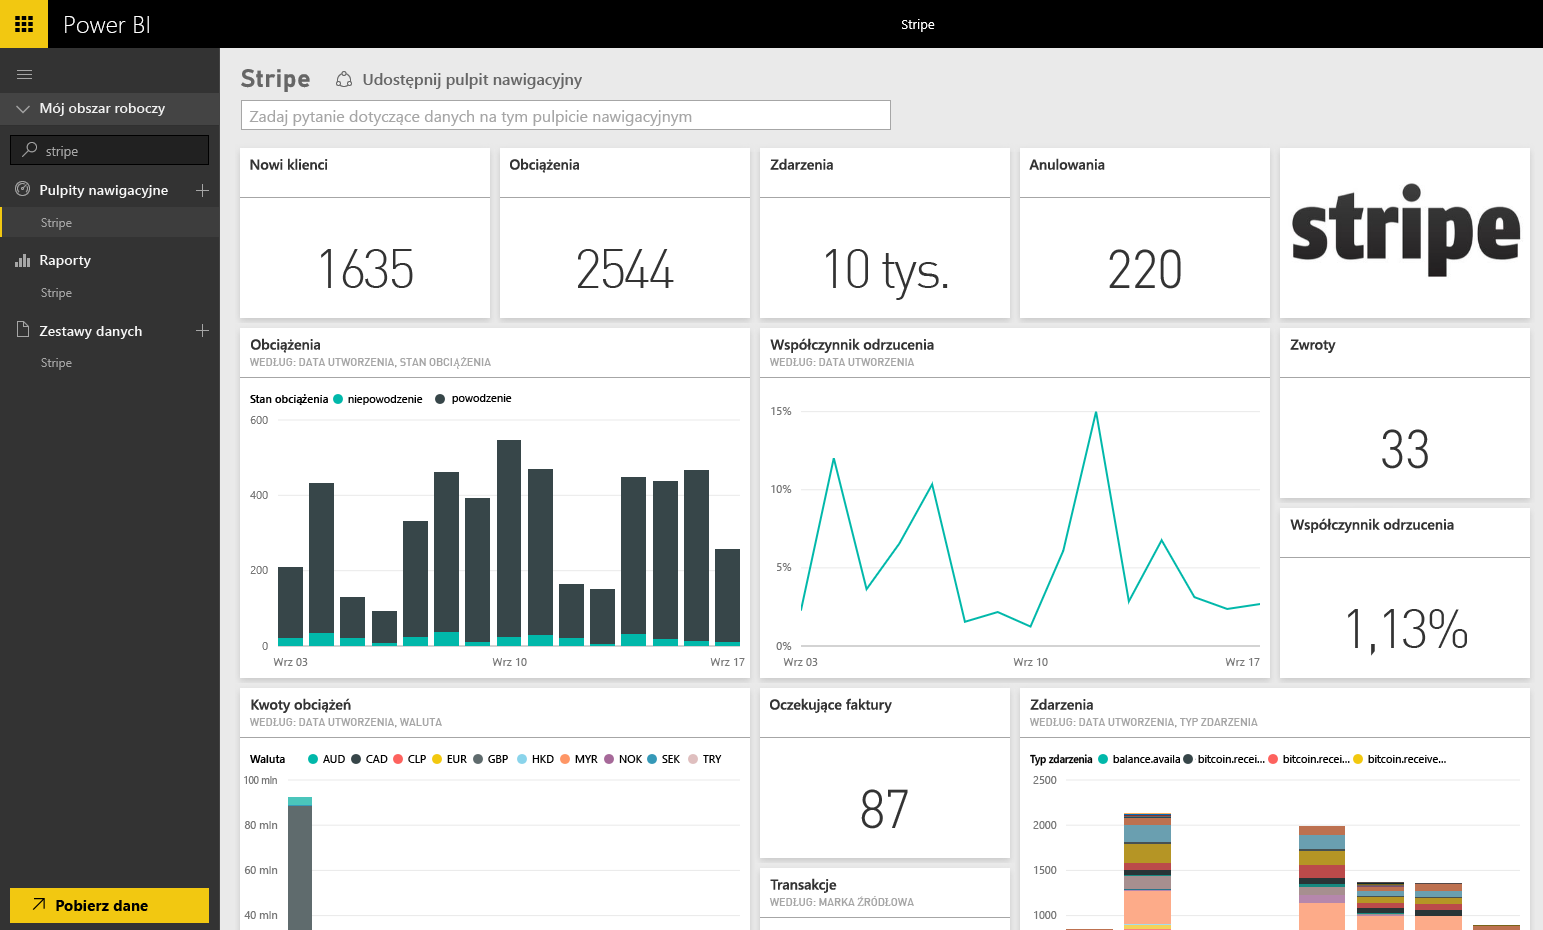 Power BI
Stripe
Mój obszar roboczy
stripe
Pulpity nawigacyjne
Stripe
Raporty
Stripe
Zestawy danych
Stripe
Pobierz dane
Stripe
Udostępnij pulpit nawigacyjny
Zadaj pytanie dotyczące danych na tym pulpicie nawigacyjnym
Nowi klienci
1635
Obciążenia
2544
Zdarzenia
10 tys.
Anulowania
220
stripe
Obciążenia
WEDŁUG: DATA UTWORZENIA, STAN OBCIĄŻENIA
Stan obciążenia niepowodzenie powodzenie
600
400
200
0
Wrz 03 Wrz 10 Wrz 17
Współczynnik odrzucenia
WEDŁUG: DATA UTWORZENIA
15%
10%
5%
0%
Wrz 03 Wrz 10 Wrz 17
Zwroty
33
Współczynnik odrzucenia
1,13%
Kwoty obciążeń
WEDŁUG: DATA UTWORZENIA, WALUTA
Waluta AUD CAD CLP EUR GBP HKD MYR NOK SEK TRY
100 mln
80 mln
60 mln
40 mln
Oczekujące faktury
87
Transakcje
WEDŁUG: MARKA ŹRÓDŁOWA
Zdarzenia
WEDŁUG: DATA UTWORZENIA, TYP ZDARZENIA
Typ zdarzenia balance.availa bitcoin.recei... bitcoin.recei... bitcoin.receive...
2500
2000
1500
1000